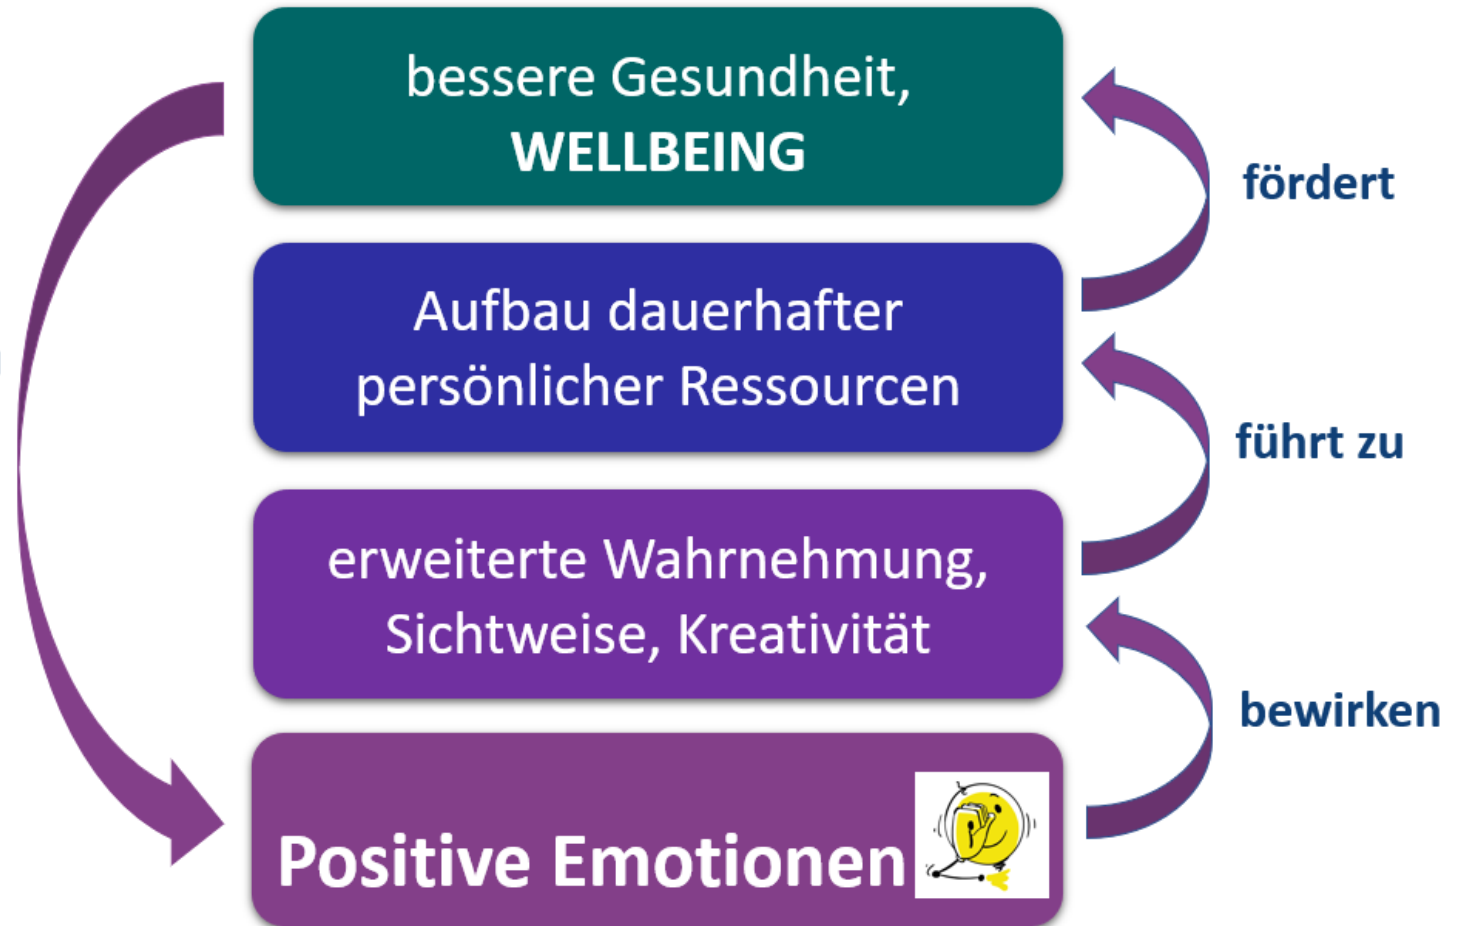 bessere Gesundheit,
WELLBEING
fördert
Aufbau dauerhafter
persönlicher Ressourcen
führt zu
erweiterte Wahrnehmung,
Sichtweise, Kreativität
bewirken
Positive Emotionen